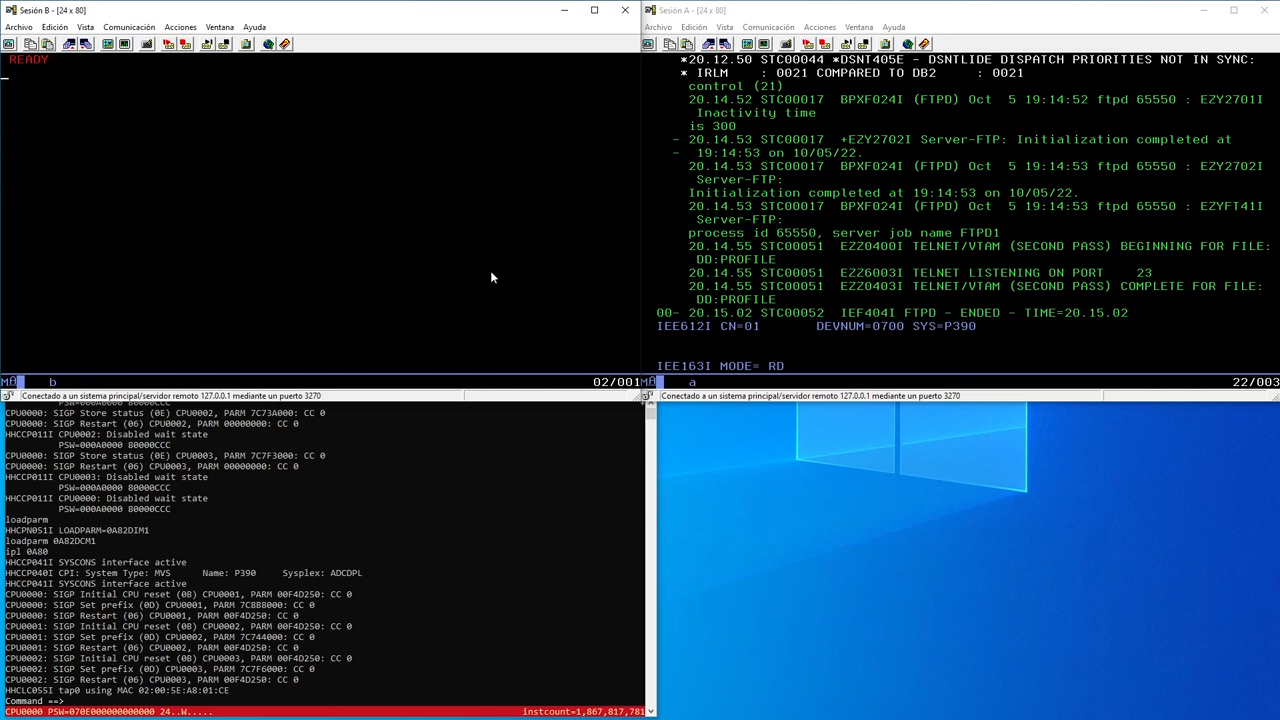 Sesión B - [24 x 80]
Archivo Edición Vista Comunicación Acciones Ventana Ayuda
READY
b 02/001
Conectado a un sistema principal/servidor remoto 127.0.0.1 mediante un puerto 3270
Sesión A - [24 x 80]
Archivo Edición Vista Comunicación Acciones Ventana Ayuda
*20.12.50 STC00044 *DSNT405E - DSNTLIDE DISPATCH PRIORITIES NOT IN SYNC:
* IRLM : 0021 COMPARED TO DB2 : 0021
control (21)
20.14.52 STC00017 BPXF024I (FTPD) Oct 5 19:14:52 ftpd 65550 : EZY2701I
Inactivity time
is 300
- 20.14.53 STC00017 +EZY2702I Server-FTP: Initialization completed at
- 19:14:53 on 10/05/22.
20.14.53 STC00017 BPXF024I (FTPD) Oct 5 19:14:53 ftpd 65550 : EZY2702I
Server-FTP:
Initialization completed at 19:14:53 on 10/05/22.
20.14.53 STC00017 BPXF024I (FTPD) Oct 5 19:14:53 ftpd 65550 : EZYFT41I
Server-FTP:
process id 65550, server job name FTPD1
20.14.55 STC00051 EZZ0400I TELNET/VTAM (SECOND PASS) BEGINNING FOR FILE:
DD:PROFILE
20.14.55 STC00051 EZZ6003I TELNET LISTENING ON PORT 23
20.14.55 STC00051 EZZ0403I TELNET/VTAM (SECOND PASS) COMPLETE FOR FILE:
DD:PROFILE
00- 20.15.02 STC00052 IEF404I FTPD - ENDED - TIME=20.15.02
IEE612I CN=01 DEVNUM=0700 SYS=P390
IEE163I MODE= RD
a 22/003
Conectado a un sistema principal/servidor remoto 127.0.0.1 mediante un puerto 3270
PSW=000A0000 80000CCC
CPU0000: SIGP Store status (0E) CPU0002, PARM 7C73A000: CC 0
CPU0000: SIGP Restart (06) CPU0002, PARM 00000000: CC 0
HHCCP011I CPU0002: Disabled wait state
PSW=000A0000 80000CCC
CPU0000: SIGP Store status (0E) CPU0003, PARM 7C7F3000: CC 0
CPU0000: SIGP Restart (06) CPU0003, PARM 00000000: CC 0
HHCCP011I CPU0003: Disabled wait state
PSW=000A0000 80000CCC
HHCCP011I CPU0000: Disabled wait state
PSW=000A0000 80000CCC
loadparm
HHCPN051I LOADPARM=0A82DIM1
loadparm 0A82DCM1
ipl 0A80
HHCCP041I SYSCONS interface active
HHCCP040I CPI: System Type: MVS Name: P390 Sysplex: ADCDPL
HHCCP041I SYSCONS interface active
CPU0000: SIGP Initial CPU reset (0B) CPU0001, PARM 00F4D250: CC 0
CPU0000: SIGP Set prefix (0D) CPU0001, PARM 7C8B8000: CC 0
CPU0000: SIGP Restart (06) CPU0001, PARM 00F4D250: CC 0
CPU0001: SIGP Initial CPU reset (0B) CPU0002, PARM 00F4D250: CC 0
CPU0001: SIGP Set prefix (0D) CPU0002, PARM 7C744000: CC 0
CPU0001: SIGP Restart (06) CPU0002, PARM 00F4D250: CC 0
CPU0002: SIGP Initial CPU reset (0B) CPU0003, PARM 00F4D250: CC 0
CPU0002: SIGP Set prefix (0D) CPU0003, PARM 7C7F6000: CC 0
CPU0002: SIGP Restart (06) CPU0003, PARM 00F4D250: CC 0
HHCLC055I tap0 using MAC 02:00:5E:A8:01:CE
Command ==>
CPU0000 PSW=070E000000000000 24..W..... instcount=1,867,817,781